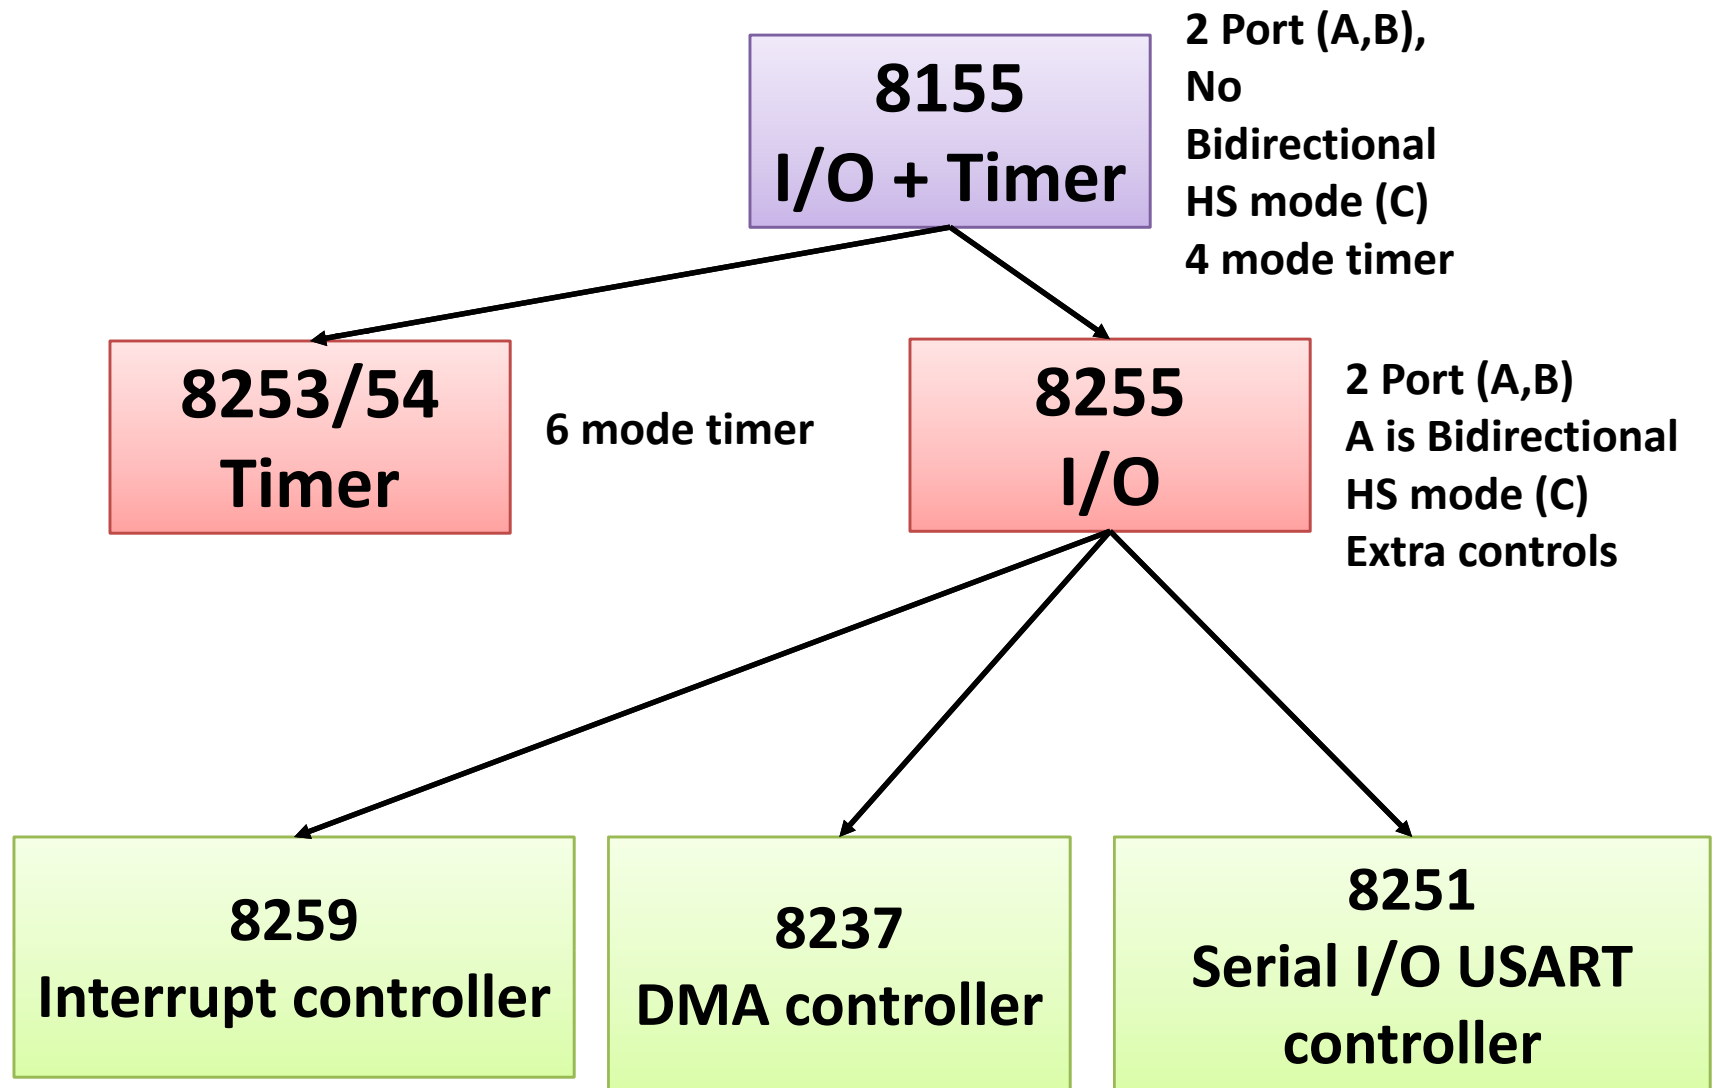 8155
I/O + Timer
2 Port (A,B),
No
Bidirectional
HS mode (C)
4 mode timer
8253/54
Timer
6 mode timer
8255
I/O
2 Port (A,B)
A is Bidirectional
HS mode (C)
Extra controls
8259
Interrupt controller
8237
DMA controller
8251
Serial I/O USART
controller